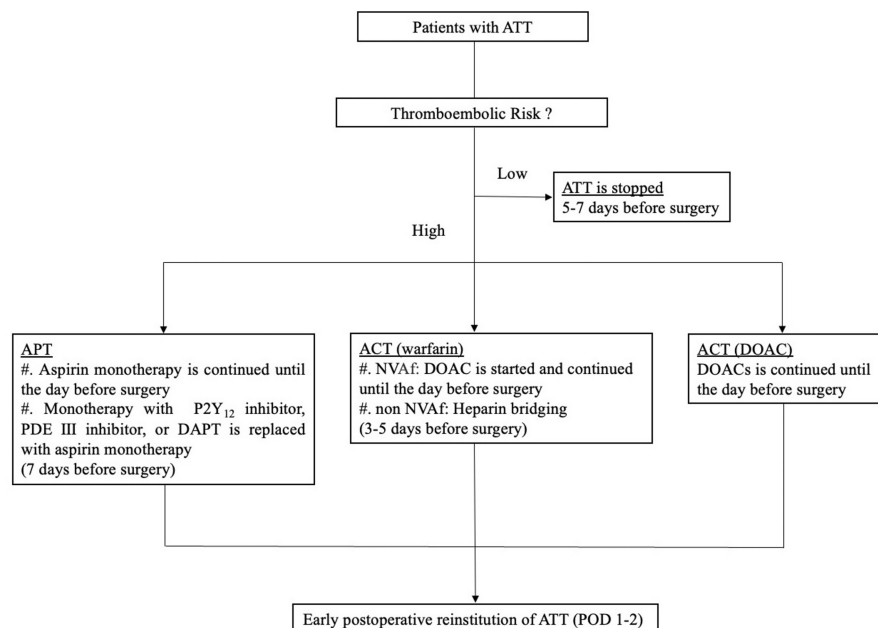 Patients with ATT
Thromboembolic Risk ?
Low
ATT is stopped
5-7 days before surgery
High
APT
#. Aspirin monotherapy is continued until
the day before surgery
#. Monotherapy with P2Y₁₂ inhibitor,
PDE III inhibitor, or DAPT is replaced
with aspirin monotherapy
(7 days before surgery)
ACT (warfarin)
#. NVAf: DOAC is started and continued
until the day before surgery
#. non NVAf: Heparin bridging
(3-5 days before surgery)
ACT (DOAC)
DOACs is continued until
the day before surgery
Early postoperative reinstitution of ATT (POD 1-2)